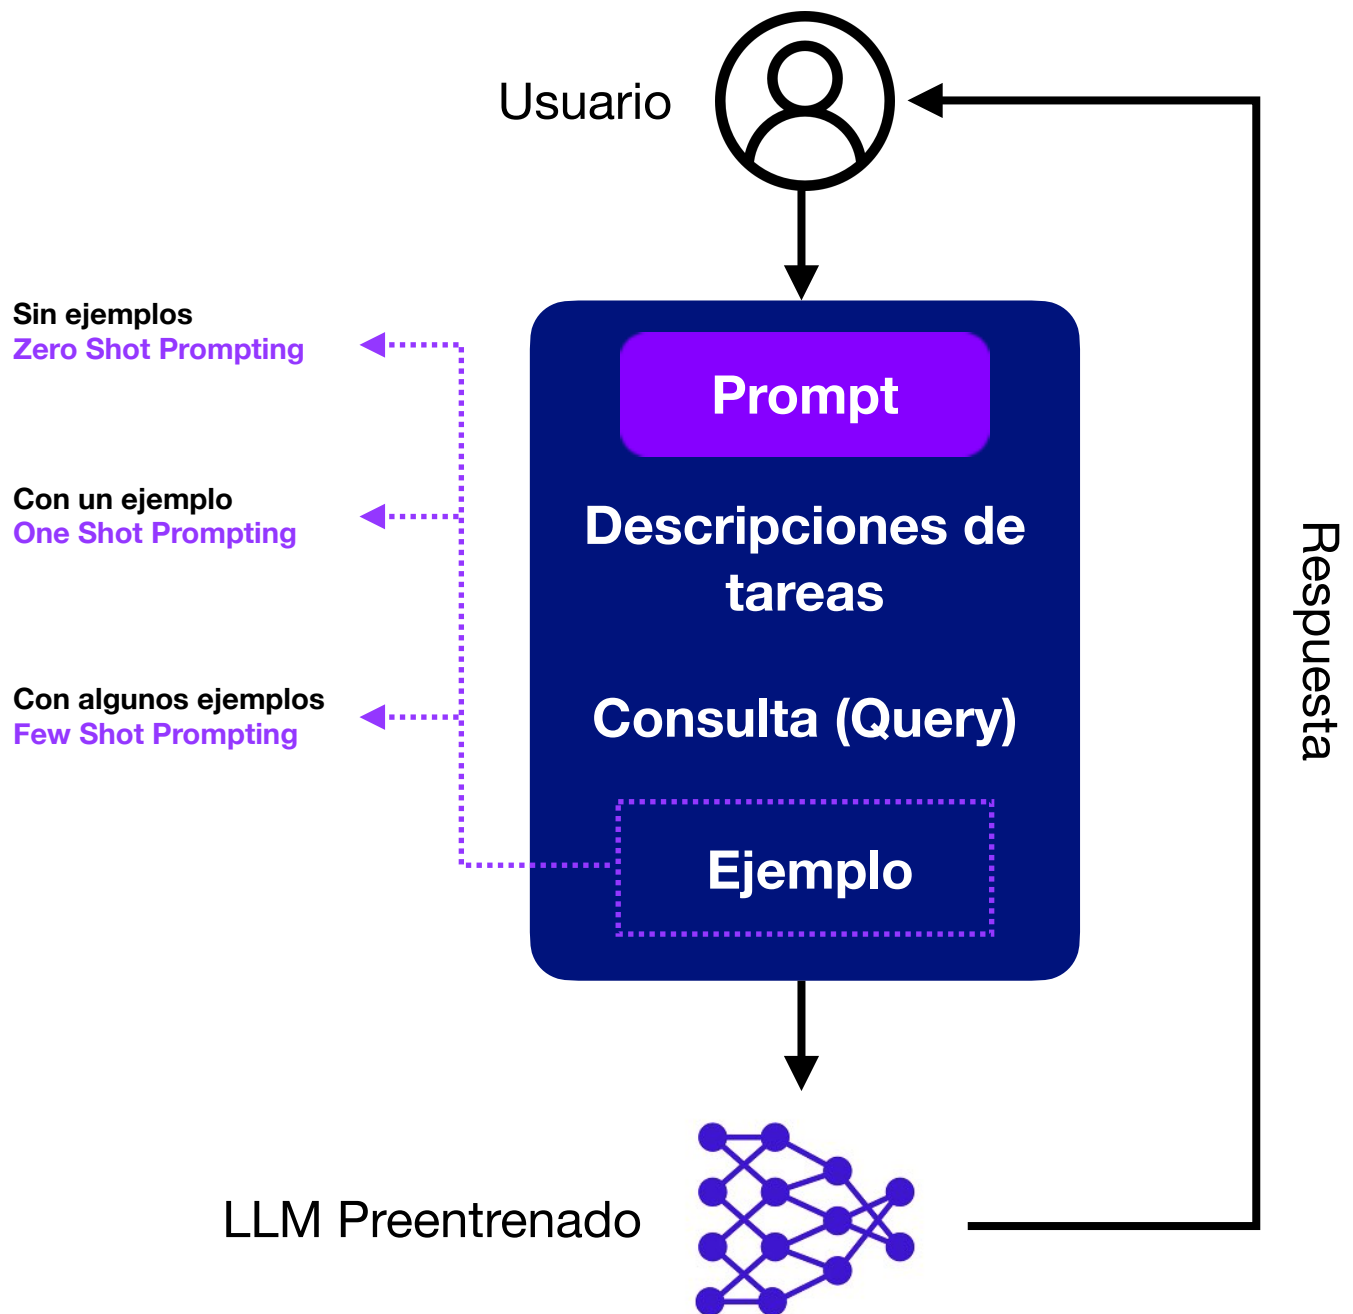 Usuario
Sin ejemplos
Zero Shot Prompting
Con un ejemplo
One Shot Prompting
Con algunos ejemplos
Few Shot Prompting
Prompt
Descripciones de
tareas
Consulta (Query)
Ejemplo
Respuesta
LLM Preentrenado